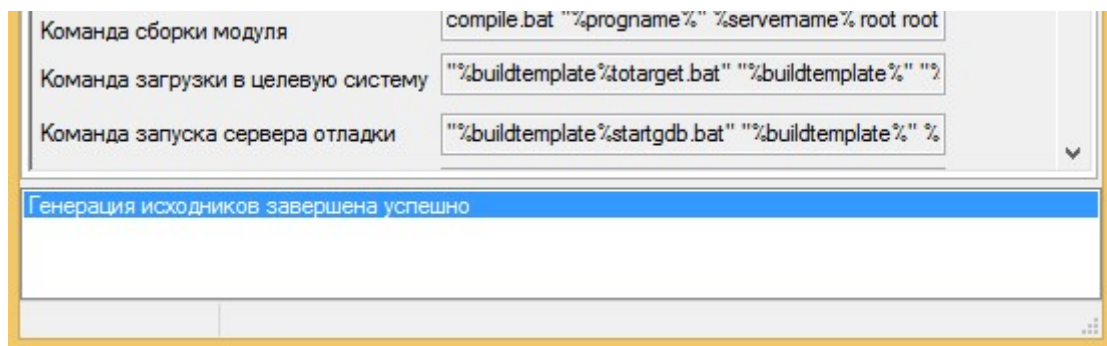 Команда сборки модуля
compile.bat "%progname%" %servername% root root
Команда загрузки в целевую систему
"%buildtemplate%totarget.bat" "%buildtemplate%" "%
Команда запуска сервера отладки
"%buildtemplate%startgdb.bat" "%buildtemplate%" %
Генерация исходников завершена успешно